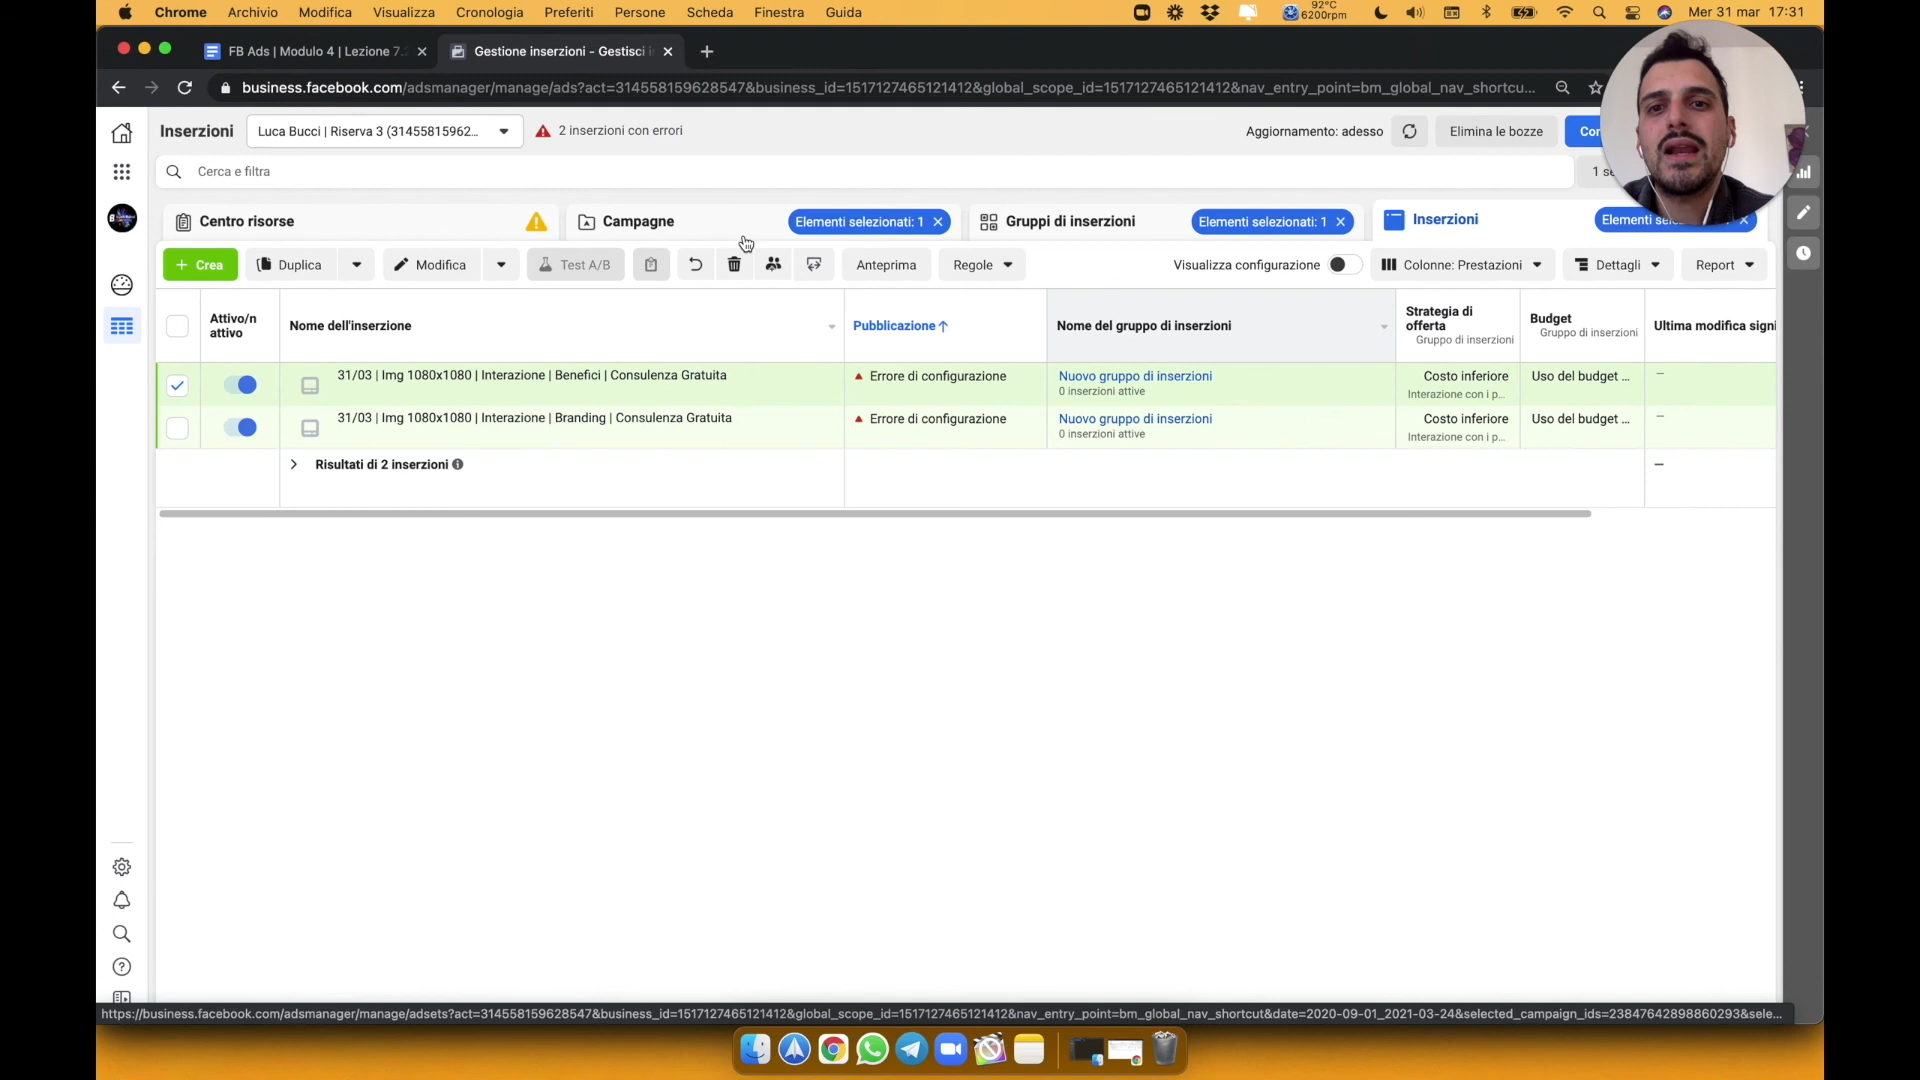 Chrome Archivio Modifica Visualizza Cronologia Preferiti Persone Scheda Finestra Guida
92°C
6200rpm
Mer 31 mar 17:31
FB Ads | Modulo 4 | Lezione 7.
Gestione inserzioni - Gestisci i
business.facebook.com/adsmanager/manage/ads?act=314558159628547&business_id=1517127465121412&global_scope_id=1517127465121412&nav_entry_point=bm_global_nav_shortcu...
Inserzioni
Luca Bucci | Riserva 3 (31455815962...
2 inserzioni con errori
Aggiornamento: adesso
Elimina le bozze
Cerca e filtra
Centro risorse
Campagne
Elementi selezionati: 1
Gruppi di inserzioni
Elementi selezionati: 1
Inserzioni
+ Crea
Duplica
Modifica
Test A/B
Anteprima
Regole
Visualizza configurazione
Colonne: Prestazioni
Dettagli
Report
Attivo/n
attivo
Nome dell'inserzione
Pubblicazione↑
Nome del gruppo di inserzioni
Strategia di
offerta
Gruppo di inserzioni
Budget
Gruppo di inserzioni
Ultima modifica signi
31/03 | Img 1080x1080 | Interazione | Benefici | Consulenza Gratuita
Errore di configurazione
Nuovo gruppo di inserzioni
0 inserzioni attive
Costo inferiore
Interazione con i p...
Uso del budget ...
–
31/03 | Img 1080x1080 | Interazione | Branding | Consulenza Gratuita
Errore di configurazione
Nuovo gruppo di inserzioni
0 inserzioni attive
Costo inferiore
Interazione con i p...
Uso del budget ...
–
Risultati di 2 inserzioni
–
https://business.facebook.com/adsmanager/manage/adsets?act=314558159628547&business_id=1517127465121412&global_scope_id=1517127465121412&nav_entry_point=bm_global_nav_shortcut&date=2020-09-01_2021-03-24&selected_campaign_ids=23847642898860293&sele...